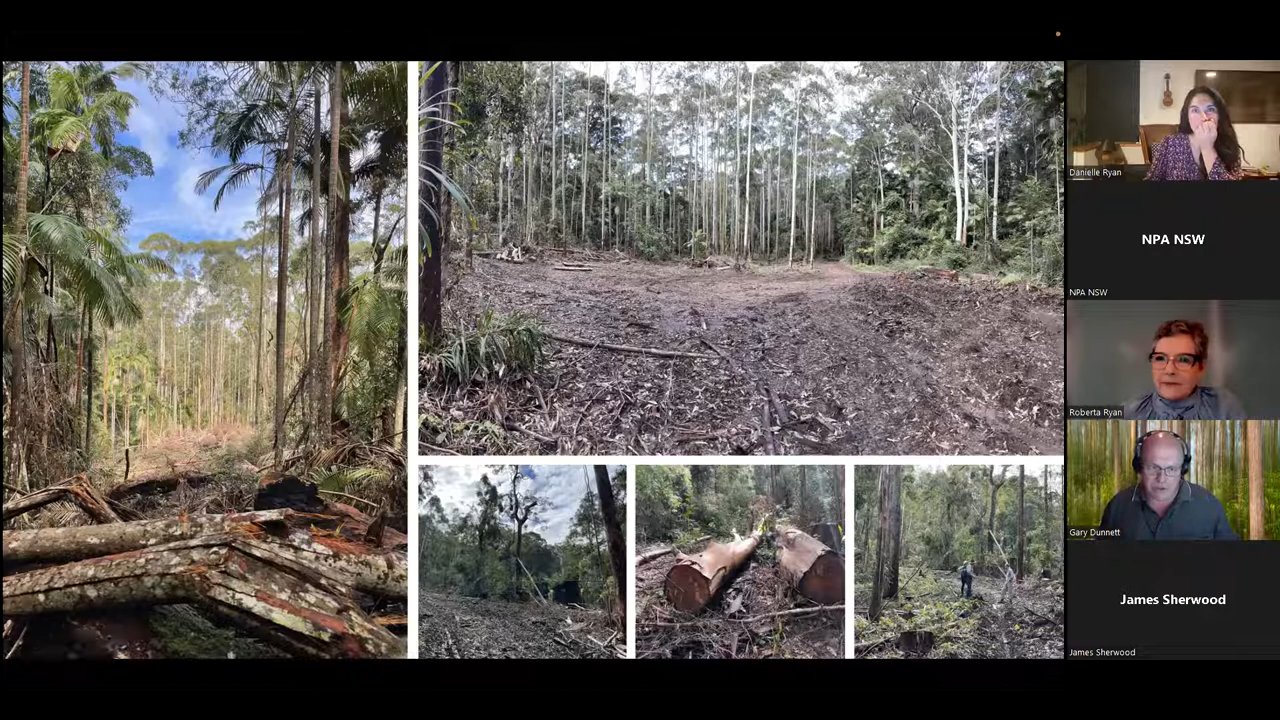 Danielle Ryan
NPA NSW
NPA NSW
Roberta Ryan
Gary Dunnett
James Sherwood
James Sherwood